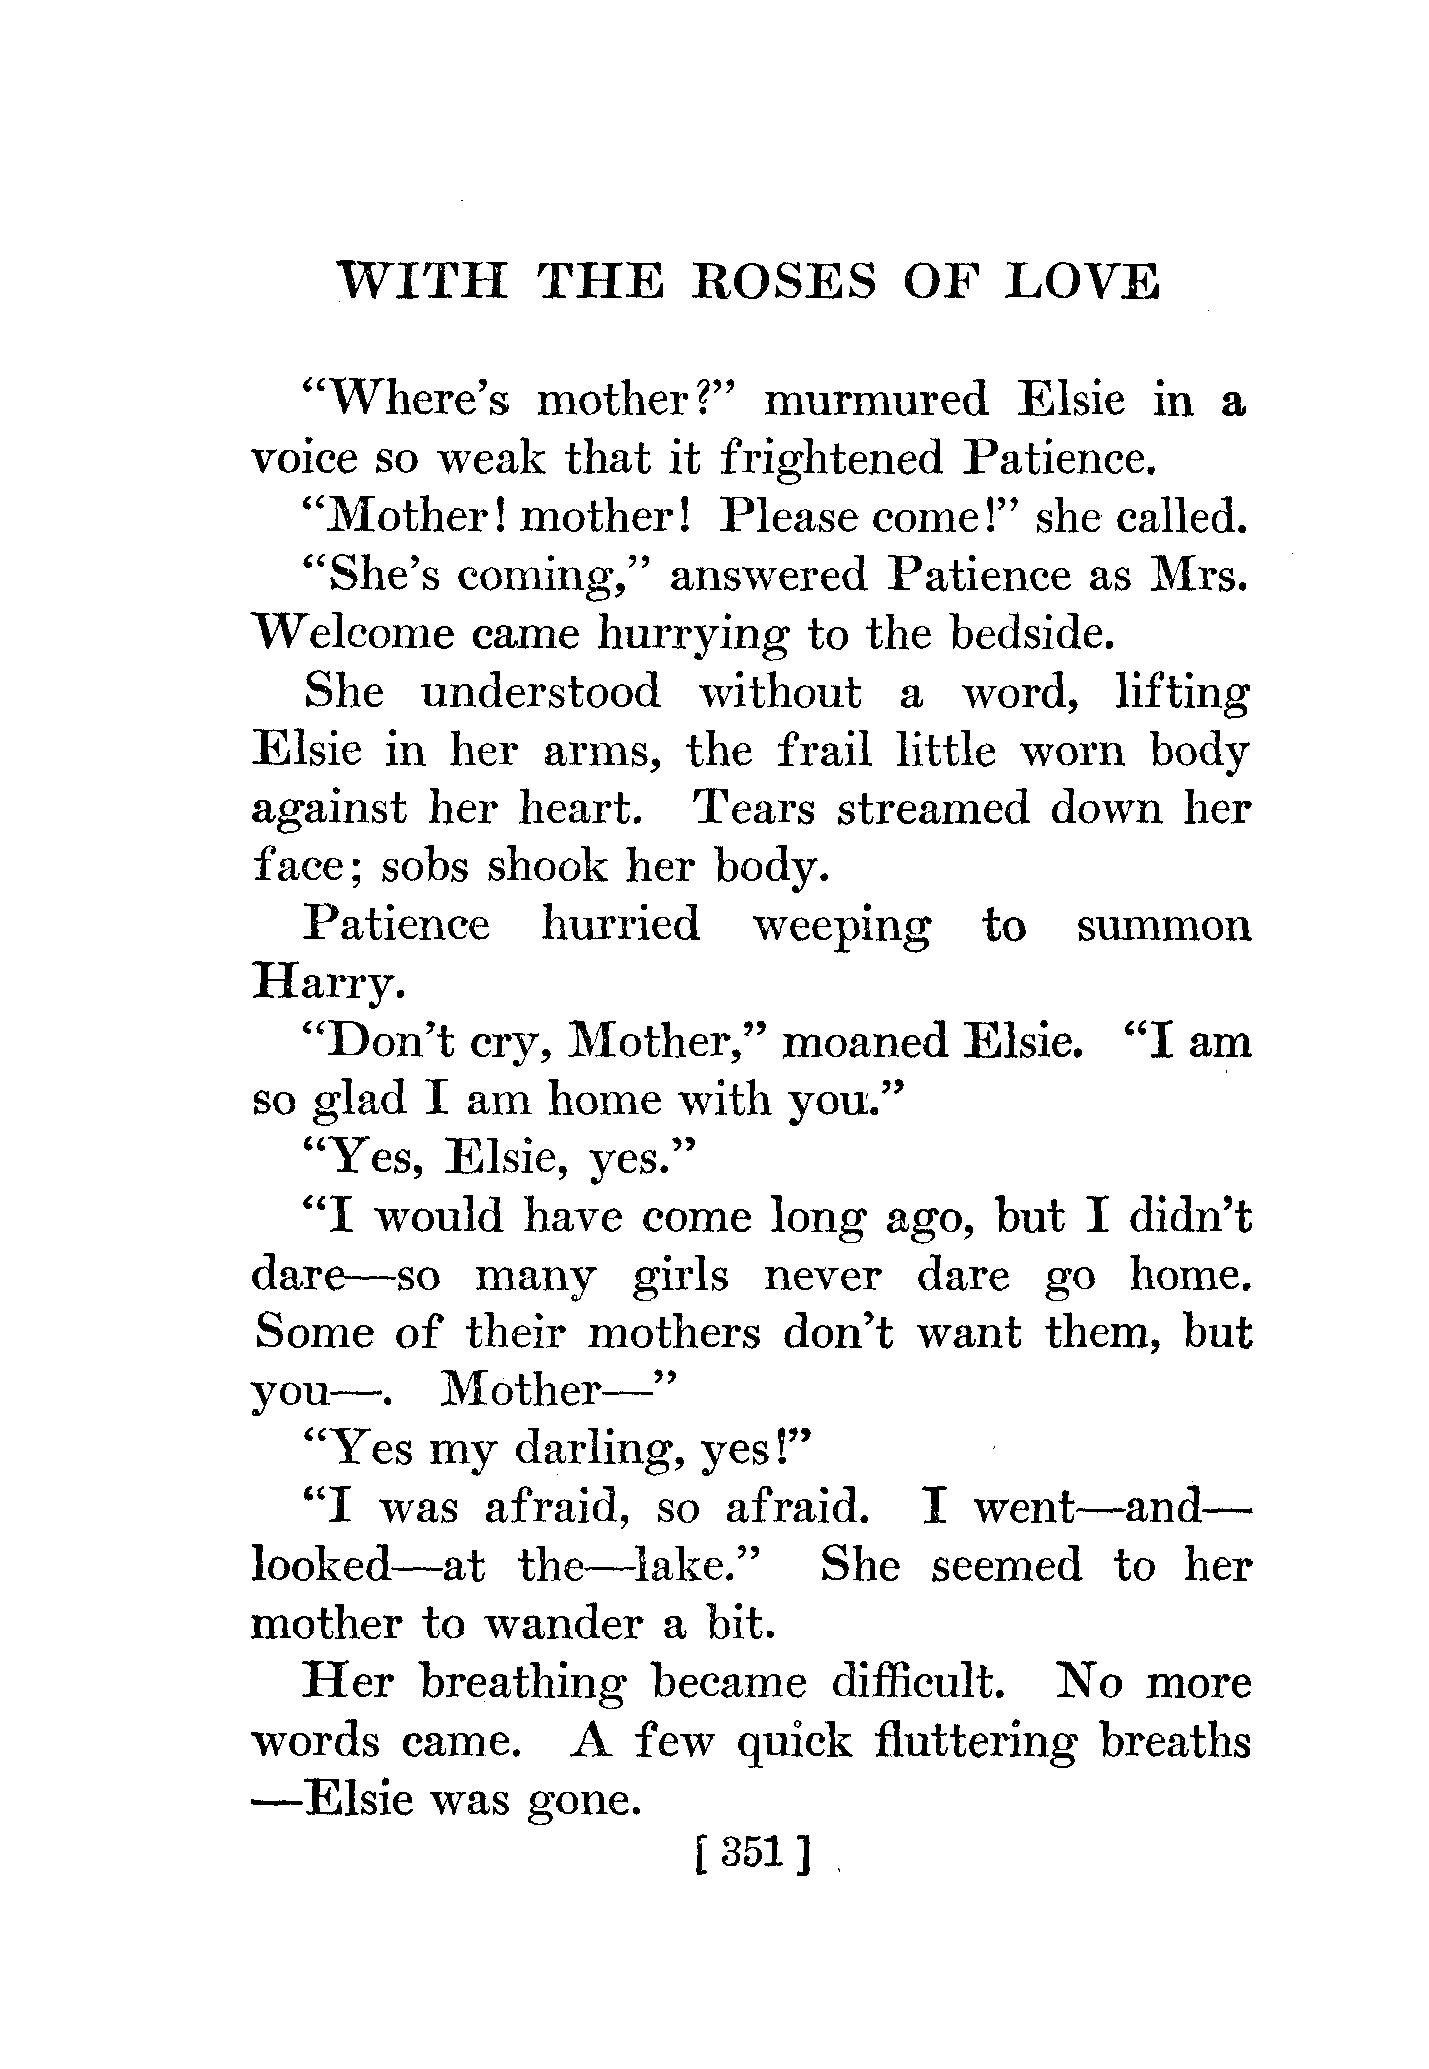 WITH THE ROSES OF LOVE
“Where’s mother?” murmured Elsie in a
voice so weak that it frightened Patience.
“Mother! mother! Please come!” she called.
“She’s coming,” answered Patience as Mrs.
Welcome came hurrying to the bedside.
She understood without a word, lifting
Elsie in her arms, the frail little worn body
against her heart. Tears streamed down her
face; sobs shook her body.
Patience hurried weeping to summon
Harry.
“Don’t cry, Mother,” moaned Elsie. “I am
so glad I am home with you.”
“Yes, Elsie, yes.”
“I would have come long ago, but I didn’t
dare—so many girls never dare go home.
Some of their mothers don’t want them, but
you—. Mother—”
“Yes my darling, yes!”
“I was afraid, so afraid. I went—and—
looked—at the—lake.” She seemed to her
mother to wander a bit.
Her breathing became difficult. No more
words came. A few quick fluttering breaths
—Elsie was gone.
[ 351 ]